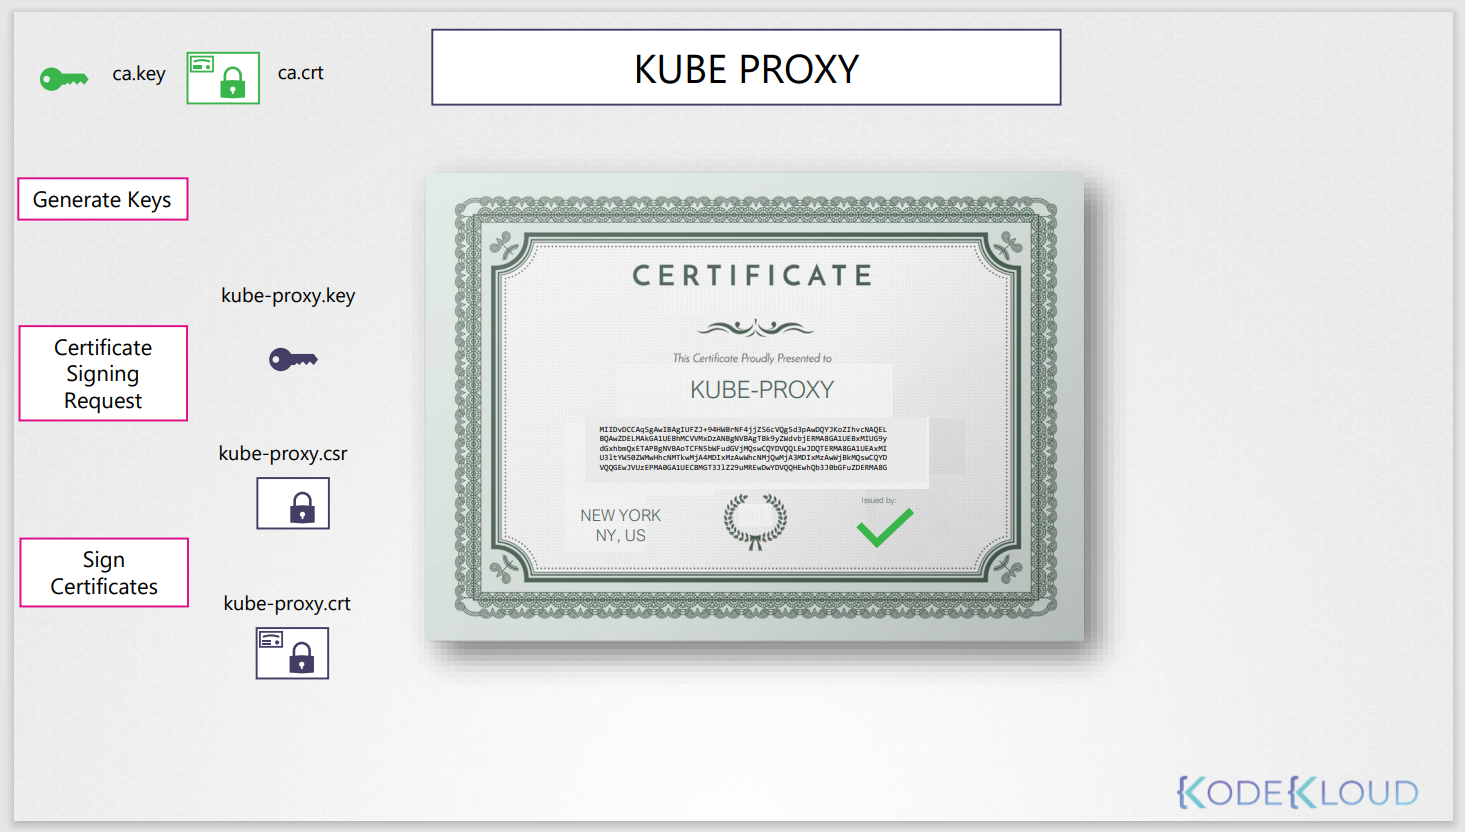 ca.key
ca.crt
KUBE PROXY
Generate Keys
kube-proxy.key
Certificate
Signing
Request
kube-proxy.csr
Sign
Certificates
kube-proxy.crt
CERTIFICATE
This Certificate Proudly Presented to
KUBE-PROXY
MIIDvDCCAqSgAwIBAgIUFZJ+94HWBrNF4jjZS6cVQg5d3pAwDQYJKoZIhvcNAQEL
BQAwZDELMAkGA1UEBhMCVVMxDzANBgNVBAgTBk9yZWdvbjERMA8GA1UEBxMIUG9y
dGxhbmQxETAPBgNVBAoTCFN5bWFudGVjMQswCQYDVQQLEwJDQTERMA8GA1UEAxMI
U3ltYW50ZWMwHhcNMTkwMjA4MDIxMzAwWhcNMjQwMjA3MDIxMzAwWjBkMQswCQYD
VQQGEwJVUzEPMA0GA1UECBMGT3JlZ29uMREwDwYDVQQHEwhQb3J0bGFuZDERMA8G
NEW YORK
NY, US
Issued by:
{KODE{KLOUD